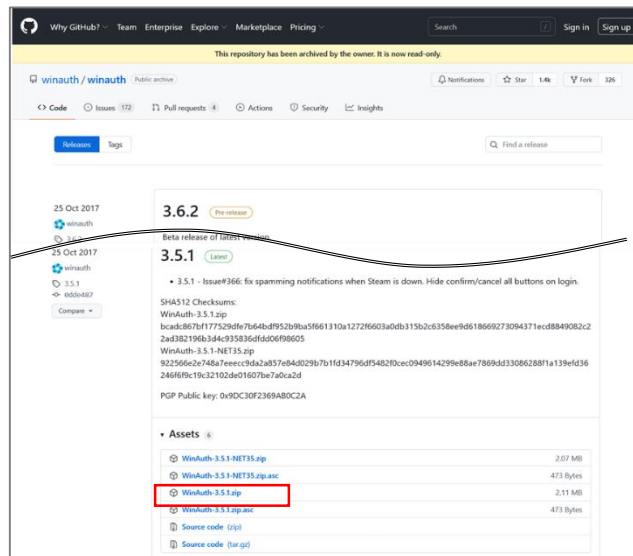 Why GitHub? Team Enterprise Explore Marketplace Pricing Search / Sign in Sign up
This repository has been archived by the owner. It is now read-only.
winauth / winauth Public archive Notifications Star 1.4k Fork 326
Code Issues 172 Pull requests 4 Actions Security Insights
Releases Tags Find a release
25 Oct 2017
winauth
3.6.2
3.6.2 Pre-release
Beta release of latest version
25 Oct 2017
winauth
3.5.1
0dde487
Compare
3.5.1 Latest
• 3.5.1 - Issue#366: fix spamming notifications when Steam is down. Hide confirm/cancel all buttons on login.
SHA512 Checksums:
WinAuth-3.5.1.zip
bcadc867bf177529dfe7b64bdf952b9ba5f661310a1272f6603a0db315b2c6358ee9d618669273094371ecd8849082c2
2ad382196b3d4c935836dfdd06f98605
WinAuth-3.5.1-NET35.zip
922566e2e748a7eeecc9da2a857e84d029b7b1fd34796df5482f0cec0949614299e88ae7869dd33086288f1a139efd36
246f6f9c19c32102de01607be7a0ca2d
PGP Public key: 0x9DC30F2369AB0C2A
Assets 6
WinAuth-3.5.1-NET35.zip 2.07 MB
WinAuth-3.5.1-NET35.zip.asc 473 Bytes
WinAuth-3.5.1.zip 2.11 MB
WinAuth-3.5.1.zip.asc 473 Bytes
Source code (zip)
Source code (tar.gz)